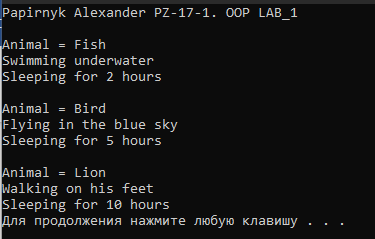 Papirnyk Alexander PZ-17-1. OOP LAB_1
Animal = Fish
Swimming underwater
Sleeping for 2 hours
Animal = Bird
Flying in the blue sky
Sleeping for 5 hours
Animal = Lion
Walking on his feet
Sleeping for 10 hours
Для продолжения нажмите любую клавишу . . .